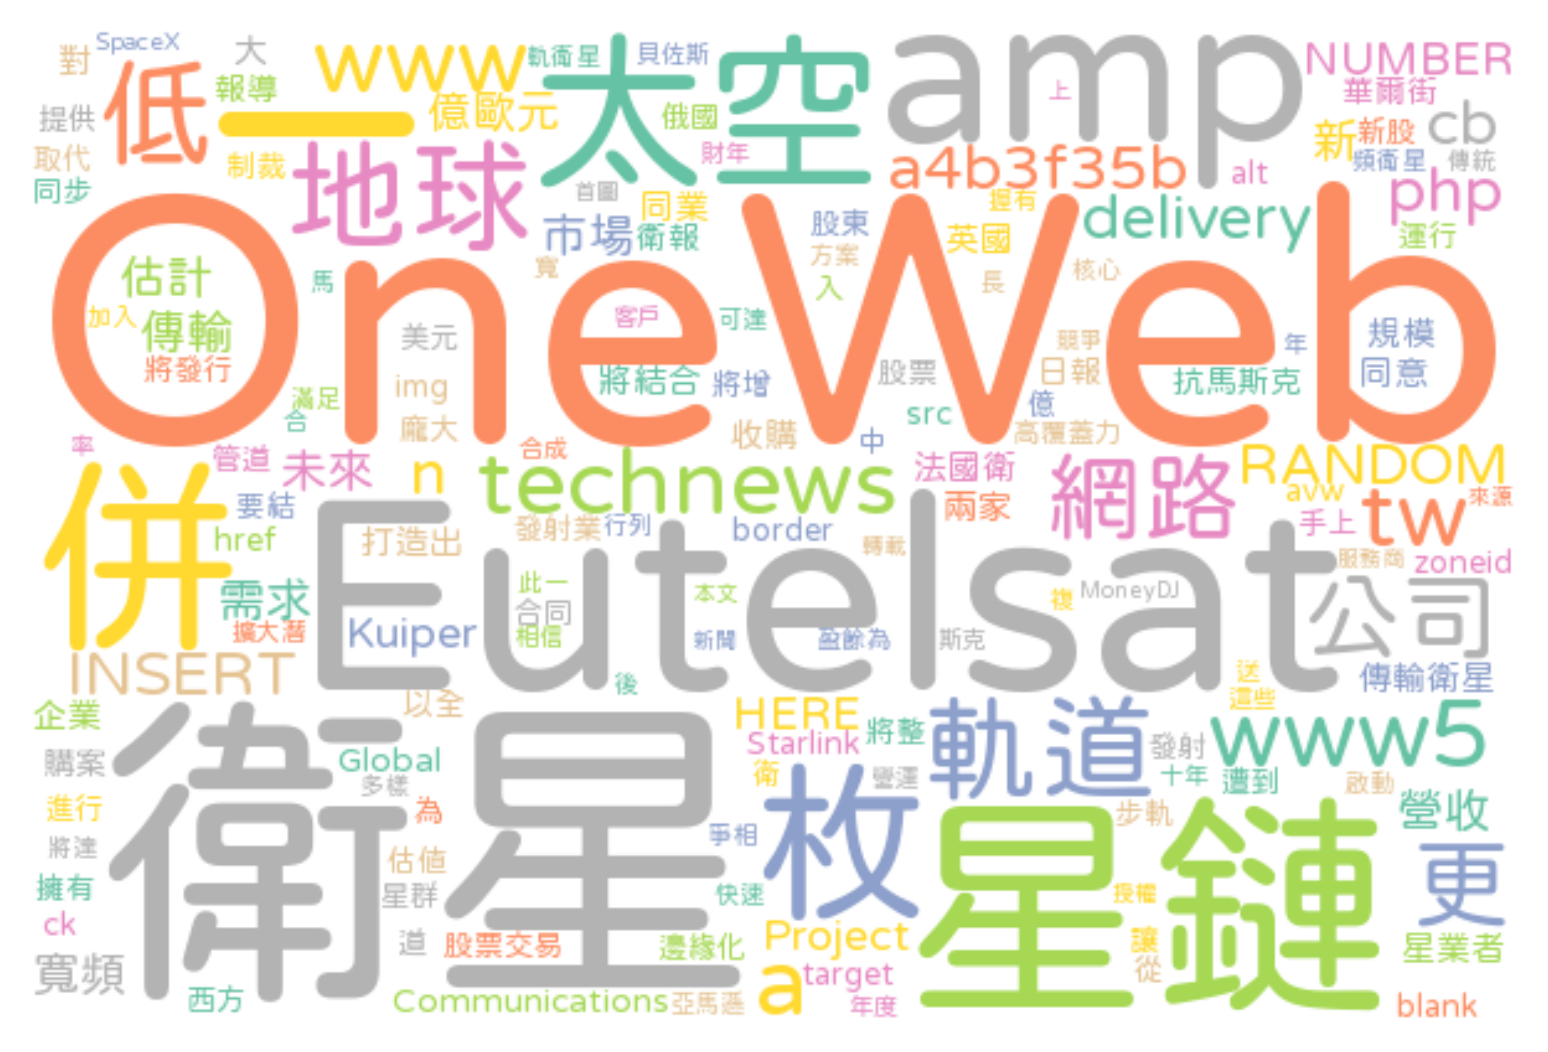 對
SpaceX
大
www
軌衛星
貝佐斯
太空
amp
上
NUMBER
華爾街
低
報導
一
億歐元
俄國
新
新股
cb
提供
取代
同步
制裁
地球
財年
a4b3f35b
alt
頻衛星
傳統
php
首圖
同業
市場
衛報
股東
方案
握有
英國
delivery
運行
OneWeb
估計
加入
傳輸
將發行
馬
寬
客戶
可達
入
長
核心
美元
img
龐大
滿足
合
將結合
將增
股票
競爭
日報
年
抗馬斯克
規模
同意
src
億
高覆蓋力
收購
中
合成
率
管道
未來
n
technews
法國衛
兩家
網路
RANDOM
avw
tw
來源
手上
併
要結
href
打造出
發射業
行列
border
轉載
服務商
zoneid
需求
擴大潛
Kuiper
Eutelsat
此一
合同
相信
本文
新聞
盈餘為
斯克
複
MoneyDJ
公司
INSERT
以全
後
送
這些
傳輸衛星
企業
購案
進行
將達
擁有
ck
寬頻
衛星
Global
多樣
為
估值
星群
道
股票交易
西方
Communications
亞馬遜
HERE
Starlink
將整
衛
營運
軌道
發射
十年
www5
遭到
啟動
營收
枚
爭相
快速
邊緣化
步軌
星鏈
授權
更
Project
讓
從
星業者
a
target
年度
blank